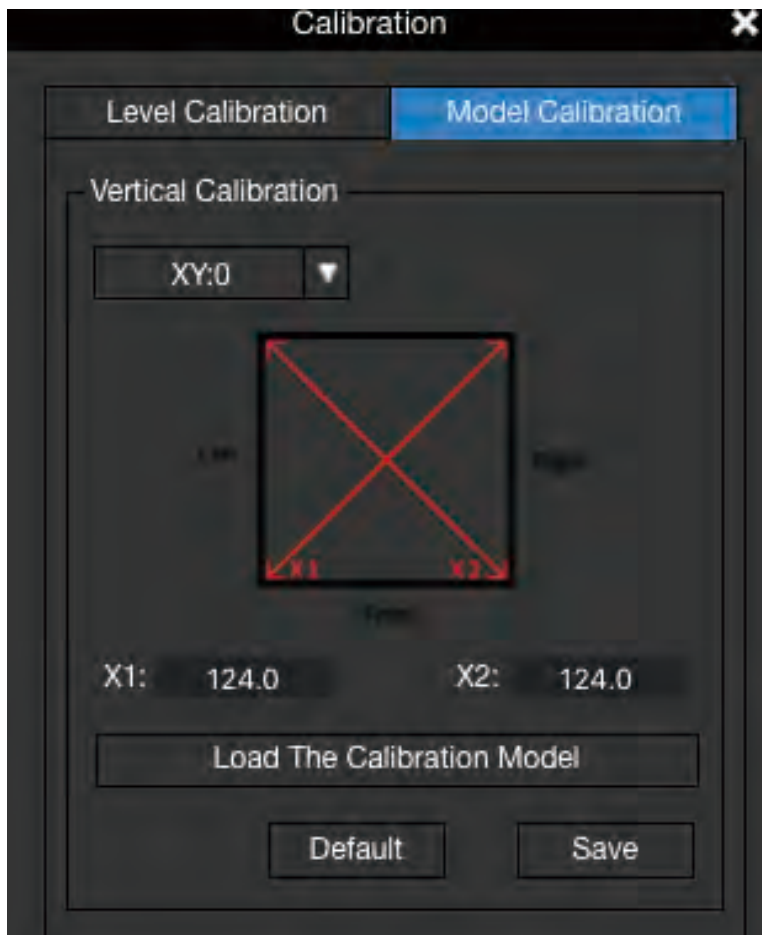 Calibration
Level Calibration
Model Calibration
Vertical Calibration
XY:0
X1
X2
X1: 124.0
X2: 124.0
Load The Calibration Model
Default
Save